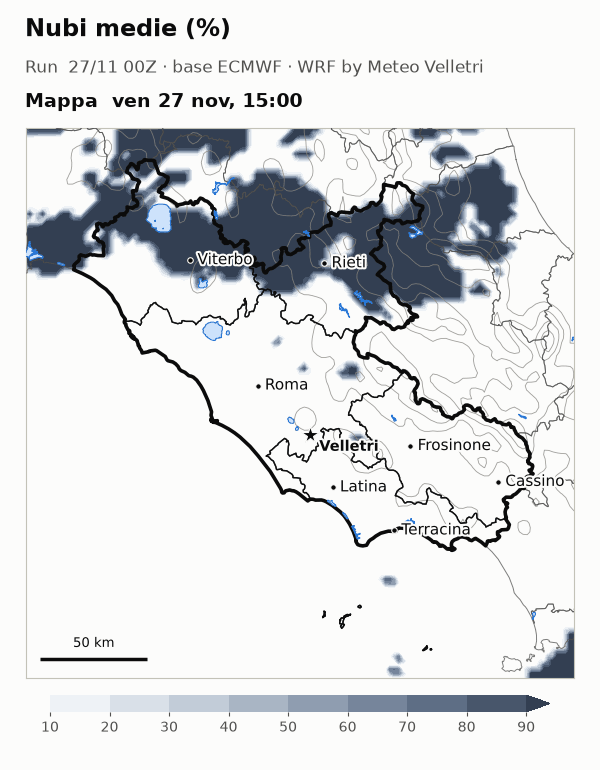 Nubi medie (%)
Run  27/11 00Z · base ECMWF · WRF by Meteo Velletri
Mappa  ven 27 nov, 15:00
Viterbo
Rieti
Roma
Velletri
Frosinone
Latina
Cassino
Terracina
50 km
10 20 30 40 50 60 70 80 90